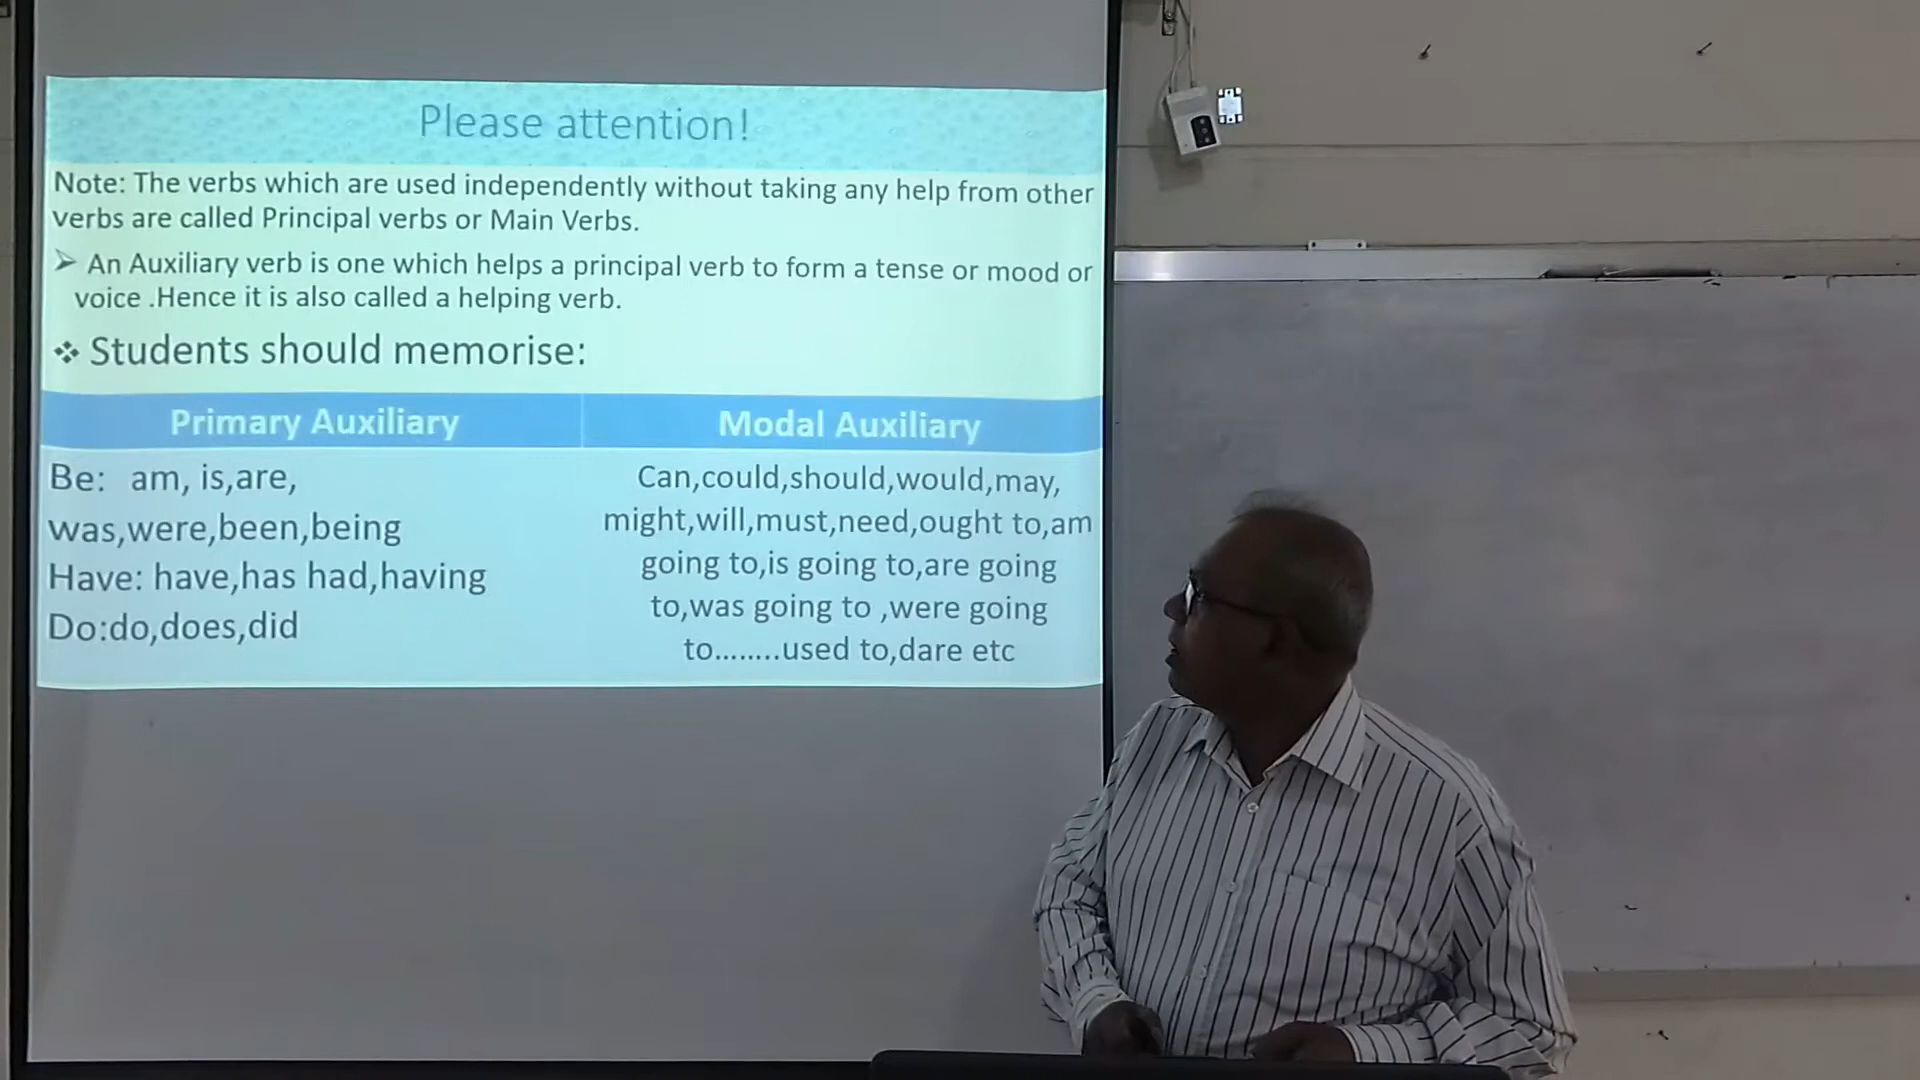 Please attention!
Note: The verbs which are used independently without taking any help from other
verbs are called Principal verbs or Main Verbs.
➢ An Auxiliary verb is one which helps a principal verb to form a tense or mood or
voice .Hence it is also called a helping verb.
❖ Students should memorise:
Primary Auxiliary
Be: am, is,are,
was,were,been,being
Have: have,has had,having
Do:do,does,did
Modal Auxiliary
Can,could,should,would,may,
might,will,must,need,ought to,am
going to,is going to,are going
to,was going to ,were going
to........used to,dare etc